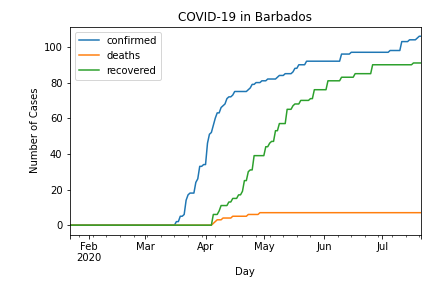 COVID-19 in Barbados
confirmed
deaths
recovered
Number of Cases
100
80
60
40
20
0
Feb
2020
Mar
Apr
May
Jun
Jul
Day